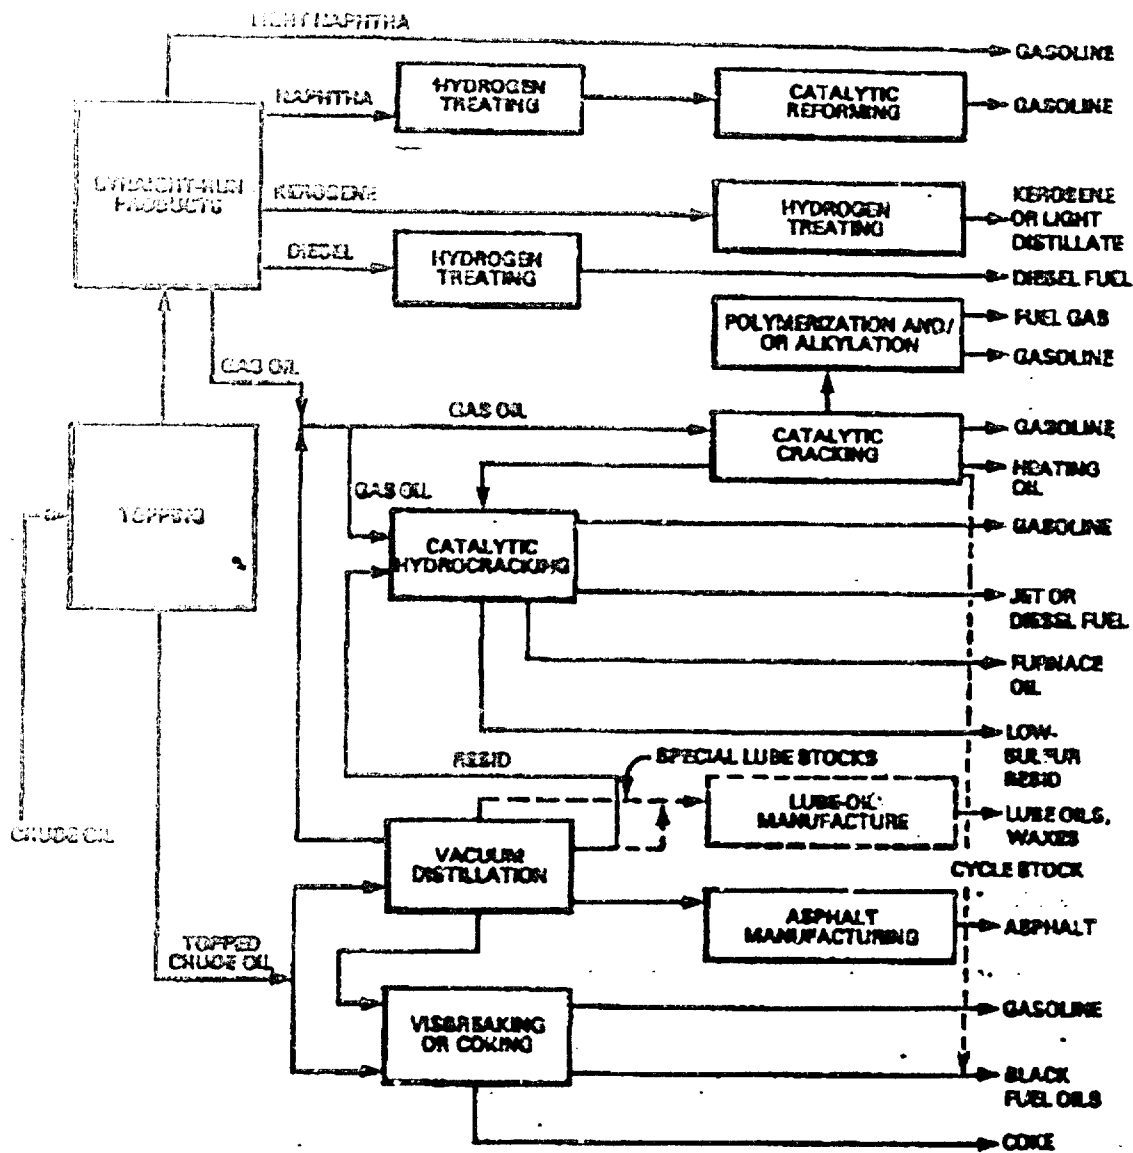 LIGHT NAPHTHA
GASOLINE
NAPHTHA
HYDROGEN
TREATING
CATALYTIC
REFORMING
GASOLINE
STRAIGHT-RUN
PRODUCTS
KEROSENE
HYDROGEN
TREATING
KEROSENE
OR LIGHT
DISTILLATE
DIESEL
HYDROGEN
TREATING
DIESEL FUEL
POLYMERIZATION AND/
OR ALKYLATION
FUEL GAS
GASOLINE
GAS OIL
GAS OIL
CATALYTIC
CRACKING
GASOLINE
HEATING
OIL
GAS OIL
TOPPING
CATALYTIC
HYDROCRACKING
GASOLINE
JET OR
DIESEL FUEL
FURNACE
OIL
LOW-
SULFUR
RESID
RESID
SPECIAL LUBE STOCKS
LUBE-OIL
MANUFACTURE
LUBE OILS,
WAXES
CRUDE OIL
VACUUM
DISTILLATION
CYCLE STOCK
ASPHALT
MANUFACTURING
ASPHALT
TOPPED
CRUDE OIL
VISBREAKING
OR COKING
GASOLINE
BLACK
FUEL OILS
COKE